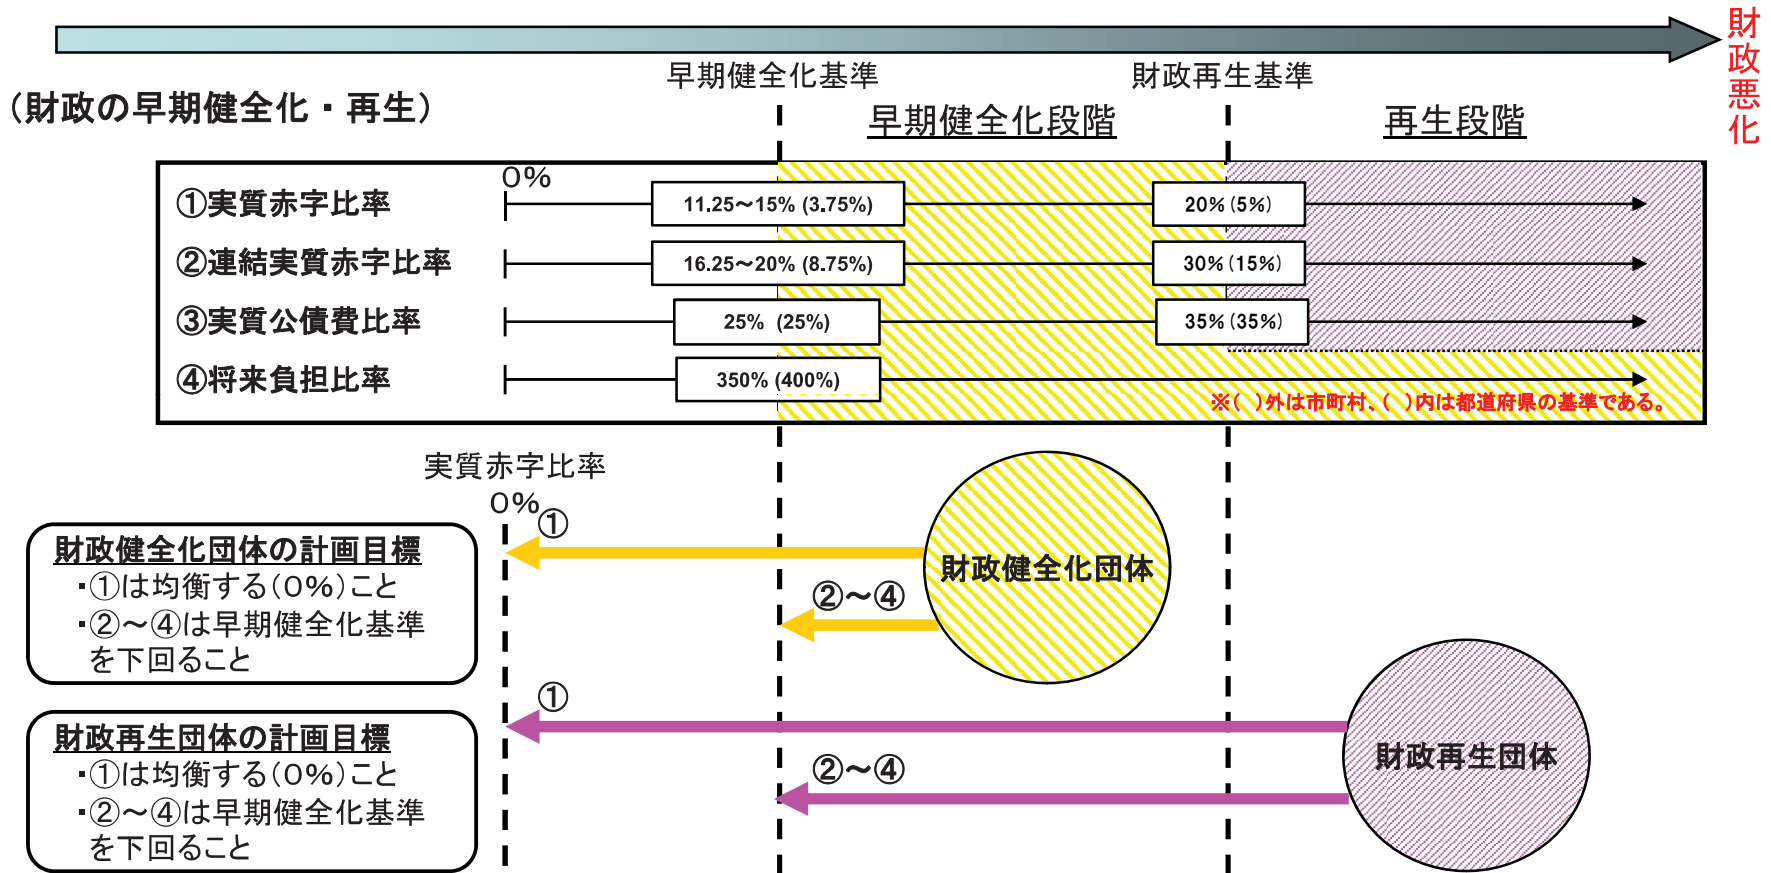 財政悪化
早期健全化基準
財政再生基準
（財政の早期健全化・再生）
早期健全化段階
再生段階
0%
①実質赤字比率
11.25～15% (3.75%)
20% (5%)
②連結実質赤字比率
16.25～20% (8.75%)
30% (15%)
③実質公債費比率
25% (25%)
35% (35%)
④将来負担比率
350% (400%)
※（ ）外は市町村、（ ）内は都道府県の基準である。
実質赤字比率
0%
財政健全化団体の計画目標
・①は均衡する（0%）こと
・②～④は早期健全化基準
を下回ること
①
②～④
財政健全化団体
財政再生団体の計画目標
・①は均衡する（0%）こと
・②～④は早期健全化基準
を下回ること
①
②～④
財政再生団体